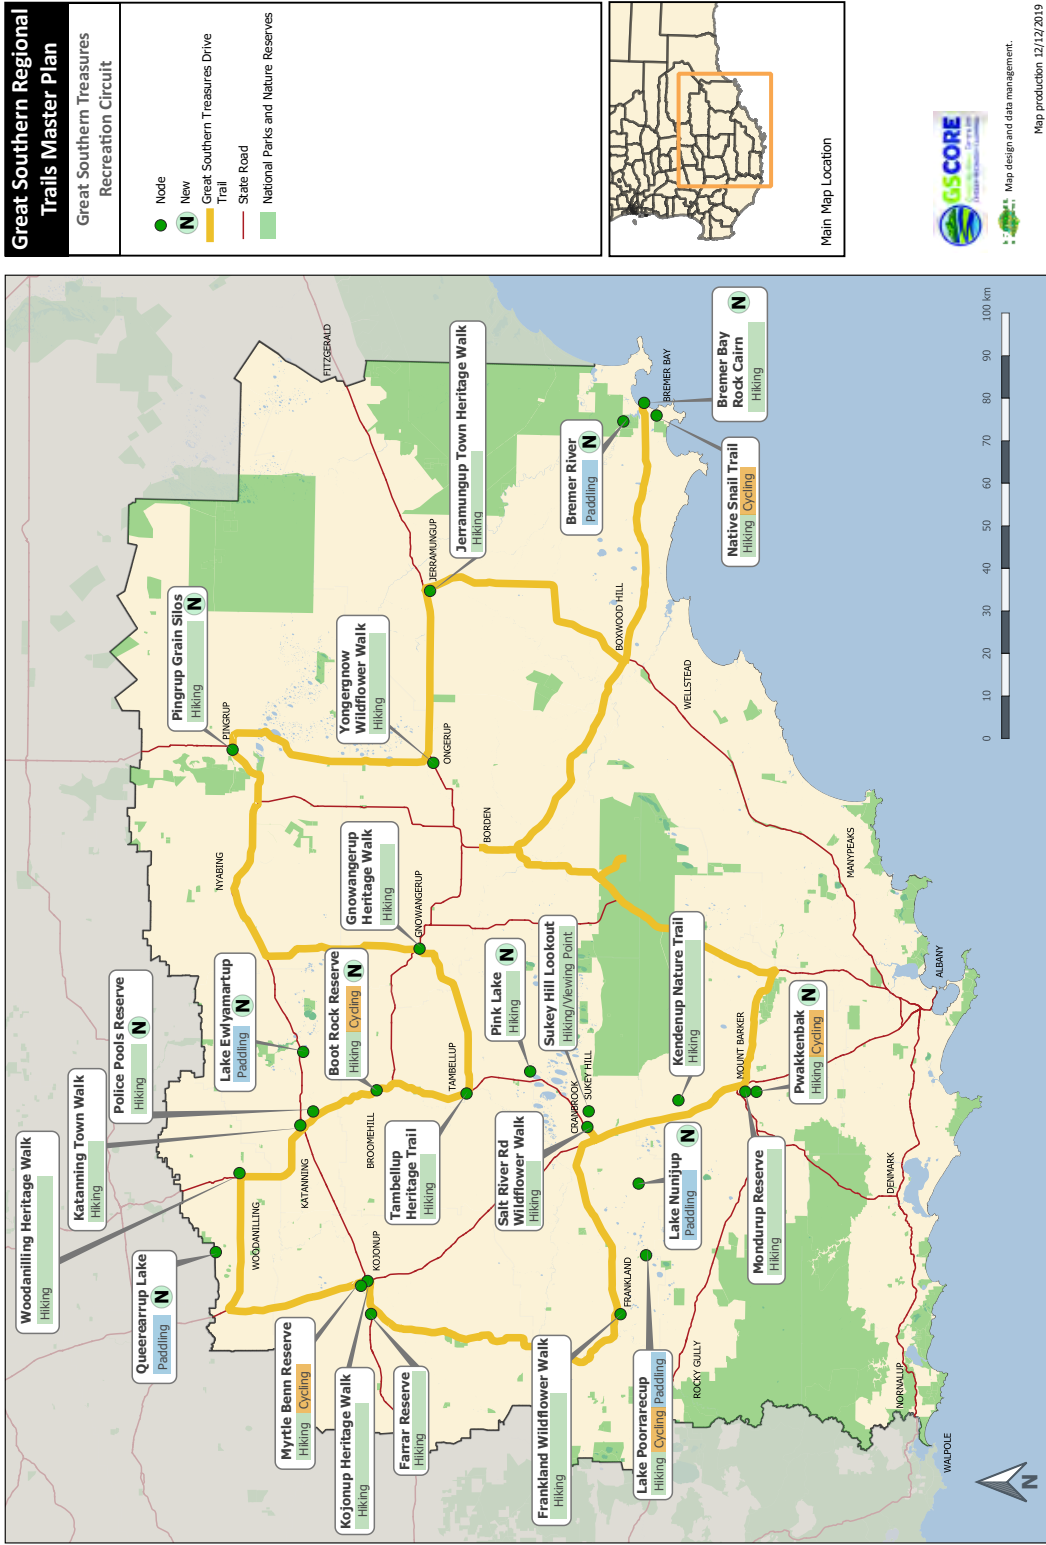 Great Southern Regional
Trails Master Plan
Great Southern Treasures
Recreation Circuit
Node
N
New
Great Southern Treasures Drive
Trail
State Road
National Parks and Nature Reserves
Main Map Location
GSCORE
Map design and data management.
Map production 12/12/2019
Woodanilling Heritage Walk
Hiking
Katanning Town Walk
Hiking
Police Pools Reserve
Hiking
N
Queerearrup Lake
Paddling
N
Lake Ewlyamartup
Paddling
N
Pingrup Grain Silos
Hiking
N
Boot Rock Reserve
Hiking
Cycling
N
Gnowangerup
Heritage Walk
Hiking
Yongergnow
Wildflower Walk
Hiking
Jerramungup Town Heritage Walk
Hiking
Myrtle Benn Reserve
Hiking
Cycling
Kojonup Heritage Walk
Hiking
Farrar Reserve
Hiking
Tambellup
Heritage Trail
Hiking
Pink Lake
Hiking
N
Sukey Hill Lookout
Hiking/Viewing Point
Salt River Rd
Wildflower Walk
Hiking
Frankland Wildflower Walk
Hiking
Lake Poorrarecup
Hiking
Cycling
Paddling
Lake Nunijup
Paddling
N
Kendenup Nature Trail
Hiking
Mondurup Reserve
Hiking
Pwakkenbak
Hiking
Cycling
N
Bremer River
Paddling
N
Native Snail Trail
Hiking
Cycling
Bremer Bay
Rock Cairn
Hiking
N
FITZGERALD
PINGRUP
NYABING
JERRAMUNGUP
ONGERUP
BORDEN
GNOWANGERUP
BOXWOOD HILL
BREMER BAY
WELLSTEAD
MANYPEAKS
ALBANY
WOODANILLING
KATANNING
BROOMEHILL
KOJONUP
TAMBELLUP
CRANBROOK
SUKEY HILL
FRANKLAND
MOUNT BARKER
ROCKY GULLY
DENMARK
NORNALUP
WALPOLE
0
10
20
30
40
50
60
70
80
90
100 km
N